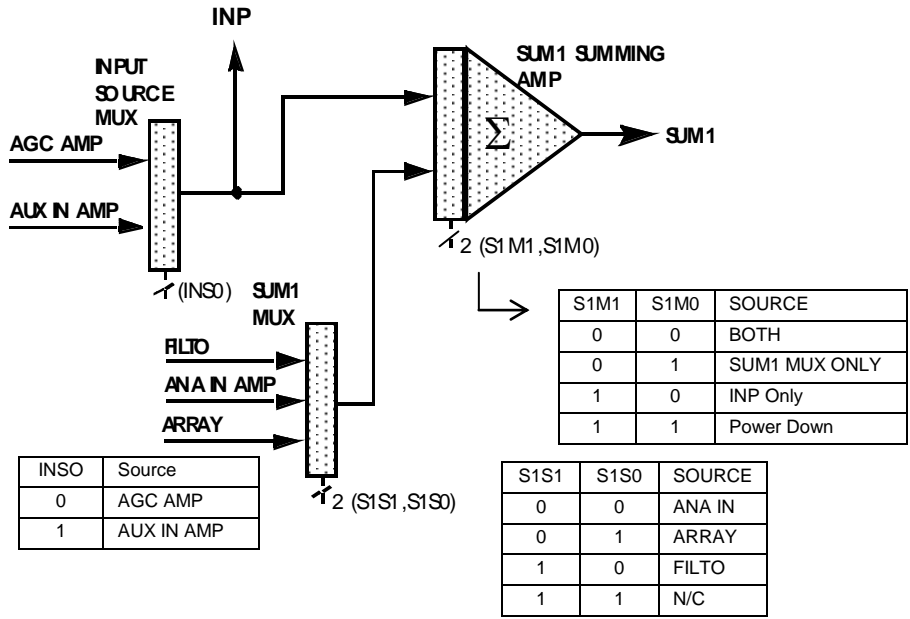 INP
INPUT
SOURCE
MUX
SUM1 SUMMING
AMP
AGC AMP
Σ
SUM1
AUX IN AMP
2 (S1M1,S1M0)
(INS0)
SUM1
MUX
S1M1 S1M0 SOURCE
0 0 BOTH
0 1 SUM1 MUX ONLY
1 0 INP Only
1 1 Power Down
FILTO
ANA IN AMP
ARRAY
INSO Source
0 AGC AMP
1 AUX IN AMP
2 (S1S1,S1S0)
S1S1 S1S0 SOURCE
0 0 ANA IN
0 1 ARRAY
1 0 FILTO
1 1 N/C